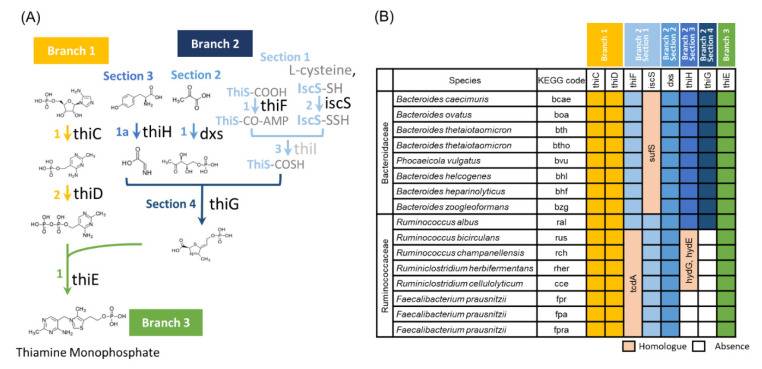 (A)
Branch 1
Branch 2
Section 1
L-cysteine,
Section 3
Section 2
ThiS-COOH
IscS-SH
1 thiC
1a thiH
1 dxs
1 thiF
2 iscS
ThiS-CO-AMP
IscS-SSH
3 thiI
ThiS-COSH
2 thiD
Section 4
thiG
1
thiE
Branch 3
Thiamine Monophosphate
(B)
Branch 1
Branch 2 Section 1
Branch 2 Section 2
Branch 2 Section 3
Branch 2 Section 4
Branch 3
Species KEGG code thiC thiD thiF iscS dxs thiH thiG thiE
Bacteroidaceae
Bacteroides caecimuris bcae
Bacteroides ovatus boa
Bacteroides thetaiotaomicron bth
Bacteroides thetaiotaomicron btho
Phocaeicola vulgatus bvu
Bacteroides helcogenes bhl
Bacteroides heparinolyticus bhf
Bacteroides zoogleoformans bzg
sufS
Ruminococcaceae
Ruminococcus albus ral
Ruminococcus bicirculans rus
Ruminococcus champanellensis rch
Ruminiclostridium herbifermentans rher
Ruminiclostridium cellulolyticum cce
Faecalibacterium prausnitzii fpr
Faecalibacterium prausnitzii fpa
Faecalibacterium prausnitzii fpra
tcdA
hydG, hydE
Homologue Absence